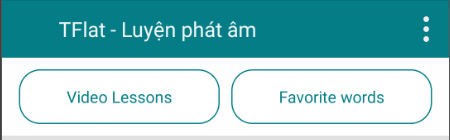 TFlat - Luyện phát âm
Video Lessons
Favorite words